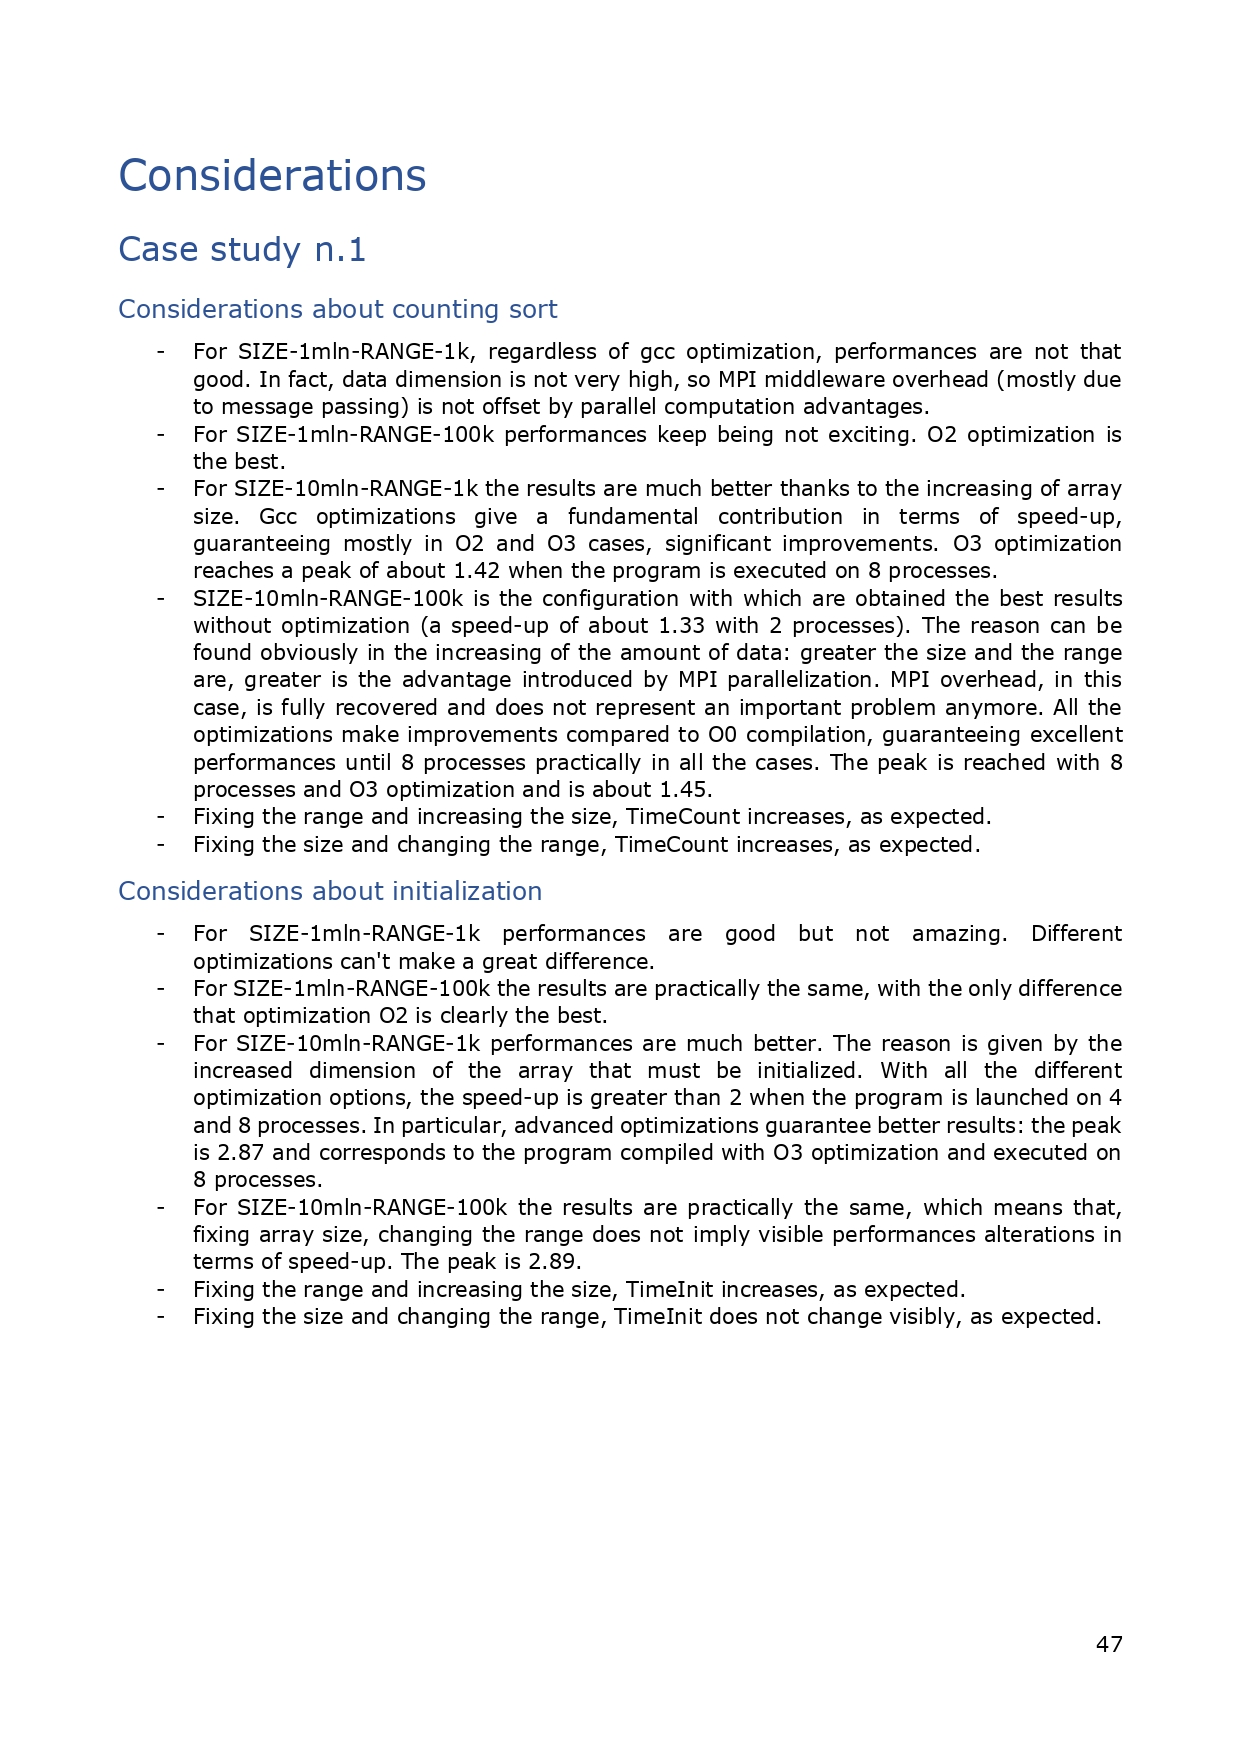 Considerations
Case study n.1
Considerations about counting sort
- For SIZE-1mln-RANGE-1k, regardless of gcc optimization, performances are not that
good. In fact, data dimension is not very high, so MPI middleware overhead (mostly due
to message passing) is not offset by parallel computation advantages.
- For SIZE-1mln-RANGE-100k performances keep being not exciting. O2 optimization is
the best.
- For SIZE-10mln-RANGE-1k the results are much better thanks to the increasing of array
size. Gcc optimizations give a fundamental contribution in terms of speed-up,
guaranteeing mostly in O2 and O3 cases, significant improvements. O3 optimization
reaches a peak of about 1.42 when the program is executed on 8 processes.
- SIZE-10mln-RANGE-100k is the configuration with which are obtained the best results
without optimization (a speed-up of about 1.33 with 2 processes). The reason can be
found obviously in the increasing of the amount of data: greater the size and the range
are, greater is the advantage introduced by MPI parallelization. MPI overhead, in this
case, is fully recovered and does not represent an important problem anymore. All the
optimizations make improvements compared to O0 compilation, guaranteeing excellent
performances until 8 processes practically in all the cases. The peak is reached with 8
processes and O3 optimization and is about 1.45.
- Fixing the range and increasing the size, TimeCount increases, as expected.
- Fixing the size and changing the range, TimeCount increases, as expected.
Considerations about initialization
- For SIZE-1mln-RANGE-1k performances are good but not amazing. Different
optimizations can't make a great difference.
- For SIZE-1mln-RANGE-100k the results are practically the same, with the only difference
that optimization O2 is clearly the best.
- For SIZE-10mln-RANGE-1k performances are much better. The reason is given by the
increased dimension of the array that must be initialized. With all the different
optimization options, the speed-up is greater than 2 when the program is launched on 4
and 8 processes. In particular, advanced optimizations guarantee better results: the peak
is 2.87 and corresponds to the program compiled with O3 optimization and executed on
8 processes.
- For SIZE-10mln-RANGE-100k the results are practically the same, which means that,
fixing array size, changing the range does not imply visible performances alterations in
terms of speed-up. The peak is 2.89.
- Fixing the range and increasing the size, TimeInit increases, as expected.
- Fixing the size and changing the range, TimeInit does not change visibly, as expected.
47